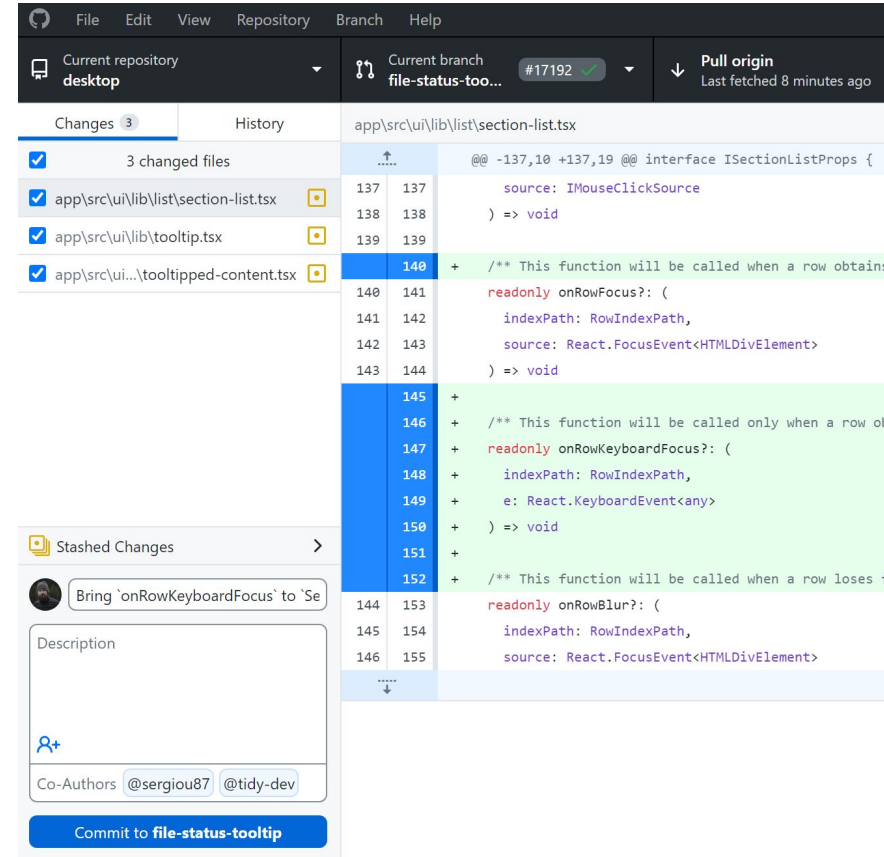 File Edit View Repository Branch Help
Current repository
desktop
Current branch
file-status-too...
#17192
Pull origin
Last fetched 8 minutes ago
Changes 3
History
3 changed files
app\src\ui\lib\list\section-list.tsx
app\src\ui\lib\tooltip.tsx
app\src\ui...\tooltipped-content.tsx
Stashed Changes
Bring `onRowKeyboardFocus` to `Se
Description
Co-Authors @sergiou87 @tidy-dev
Commit to file-status-tooltip
app\src\ui\lib\list\section-list.tsx
@@ -137,10 +137,19 @@ interface ISectionListProps {
137 137 source: IMouseClickSource
138 138 ) => void
139 139
140 + /** This function will be called when a row obtains
140 141 readonly onRowFocus?: (
141 142 indexPath: RowIndexPath,
142 143 source: React.FocusEvent<HTMLDivElement>
143 144 ) => void
145 +
146 + /** This function will be called only when a row ob
147 + readonly onRowKeyboardFocus?: (
148 + indexPath: RowIndexPath,
149 + e: React.KeyboardEvent<any>
150 + ) => void
151 +
152 + /** This function will be called when a row loses
144 153 readonly onRowBlur?: (
145 154 indexPath: RowIndexPath,
146 155 source: React.FocusEvent<HTMLDivElement>